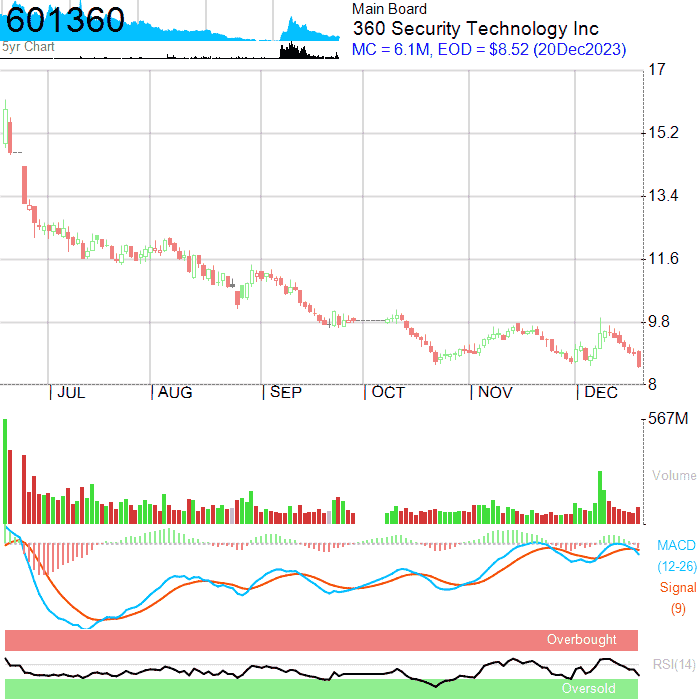 601360
5yr Chart
Main Board
360 Security Technology Inc
MC = 6.1M, EOD = $8.52 (20Dec2023)
17
15.2
13.4
11.6
9.8
8
JUL AUG SEP OCT NOV DEC
567M
Volume
MACD
(12-26)
Signal
(9)
Overbought
RSI(14)
Oversold